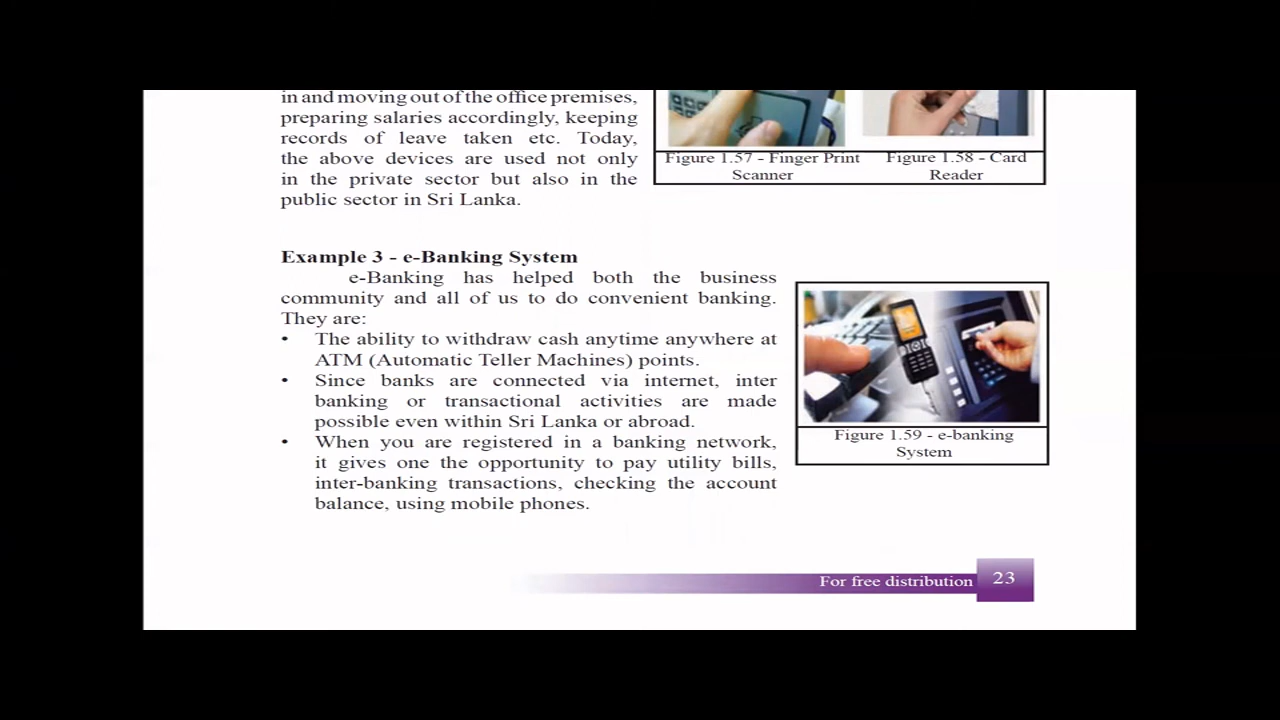 in and moving out of the office premises,
preparing salaries accordingly, keeping
records of leave taken etc. Today,
the above devices are used not only
in the private sector but also in the
public sector in Sri Lanka.
Figure 1.57 - Finger Print
Scanner
Figure 1.58 - Card
Reader
Example 3 - e-Banking System
e-Banking has helped both the business
community and all of us to do convenient banking.
They are:
• The ability to withdraw cash anytime anywhere at
ATM (Automatic Teller Machines) points.
• Since banks are connected via internet, inter
banking or transactional activities are made
possible even within Sri Lanka or abroad.
• When you are registered in a banking network,
it gives one the opportunity to pay utility bills,
inter-banking transactions, checking the account
balance, using mobile phones.
Figure 1.59 - e-banking
System
For free distribution
23